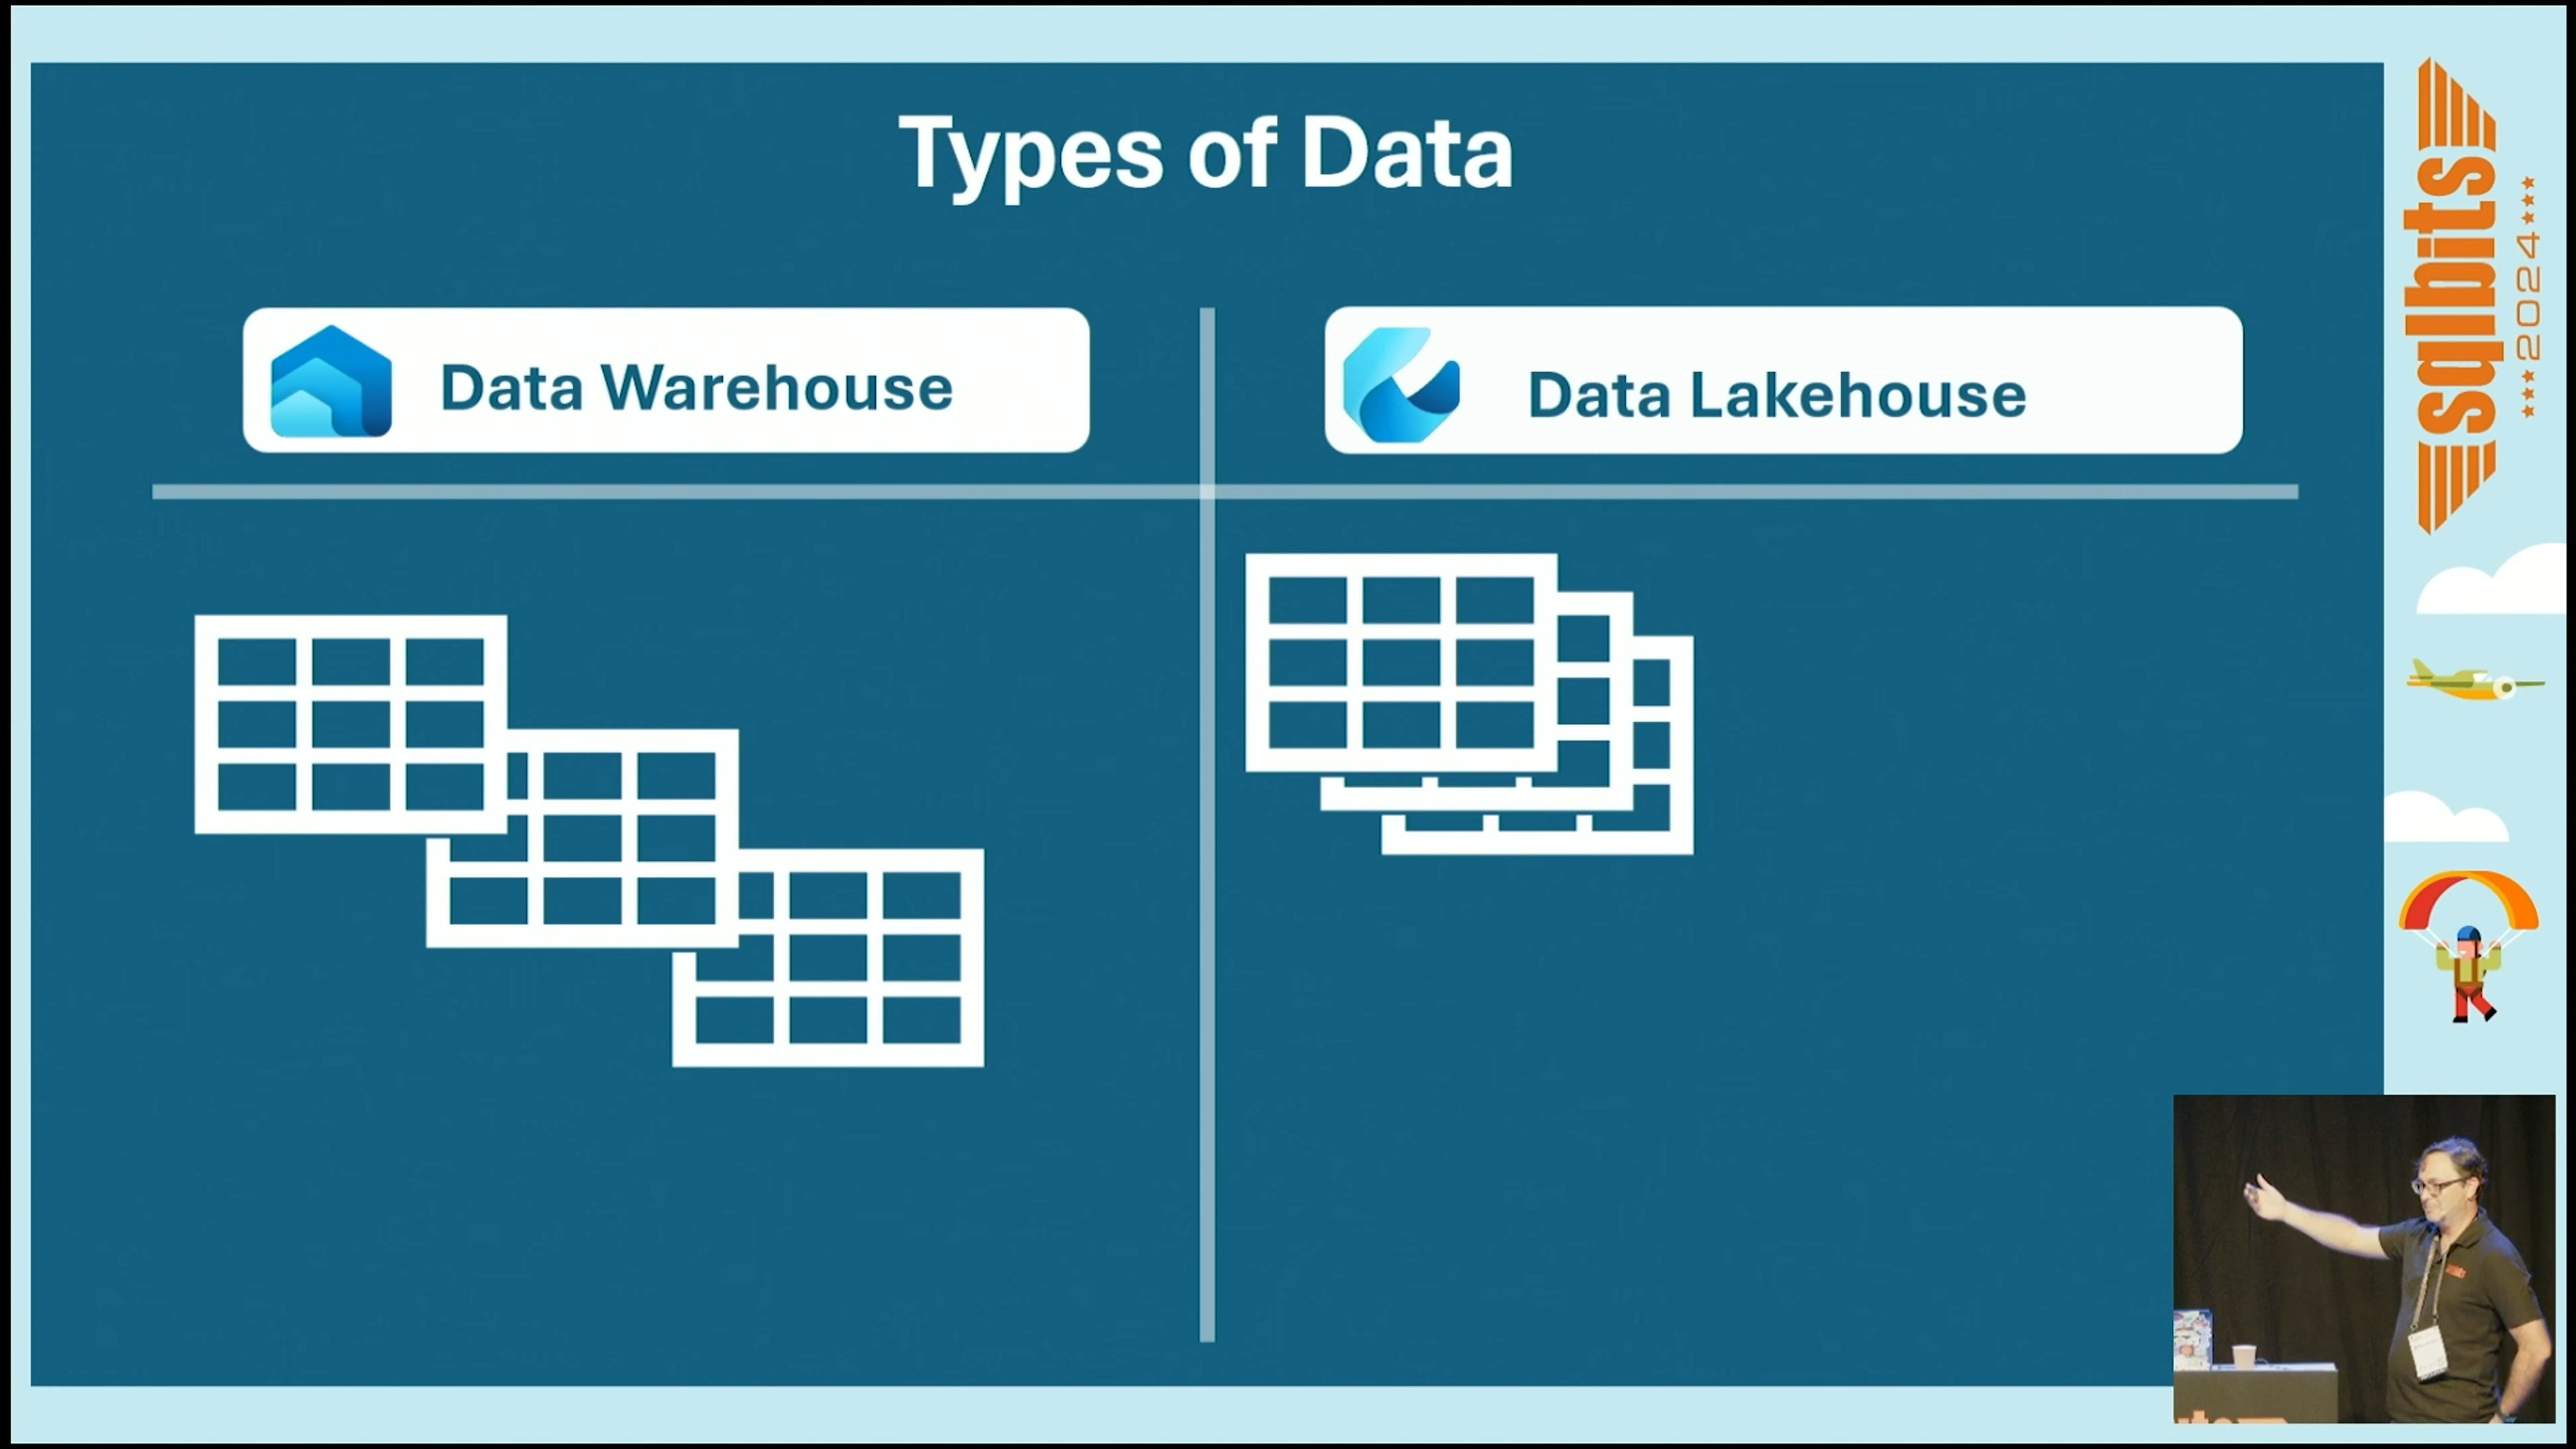 Types of Data
Data Warehouse
Data Lakehouse
sqlbits
2024